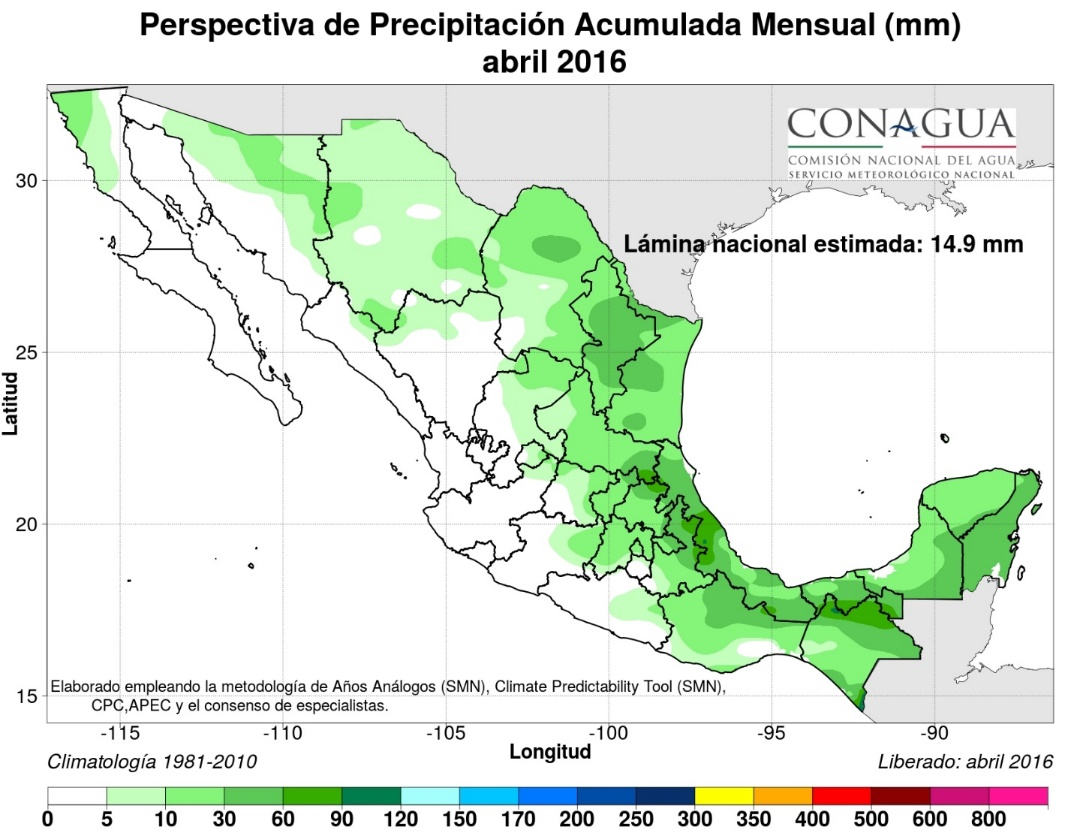 Perspectiva de Precipitación Acumulada Mensual (mm)
abril 2016
CONAGUA
COMISIÓN NACIONAL DEL AGUA
SERVICIO METEOROLÓGICO NACIONAL
Lámina nacional estimada: 14.9 mm
30
25
20
15
Latitud
Elaborado empleando la metodología de Años Análogos (SMN), Climate Predictability Tool (SMN),
CPC,APEC y el consenso de especialistas.
-115 -110 -105 -100 -95 -90
Longitud
Climatología 1981-2010
Liberado: abril 2016
0 5 10 30 60 90 120 150 170 200 250 300 350 400 500 600 800